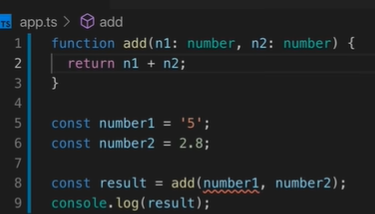 TS app.ts > add
1 function add(n1: number, n2: number) {
2   return n1 + n2;
3 }
4
5 const number1 = '5';
6 const number2 = 2.8;
7
8 const result = add(number1, number2);
9 console.log(result);